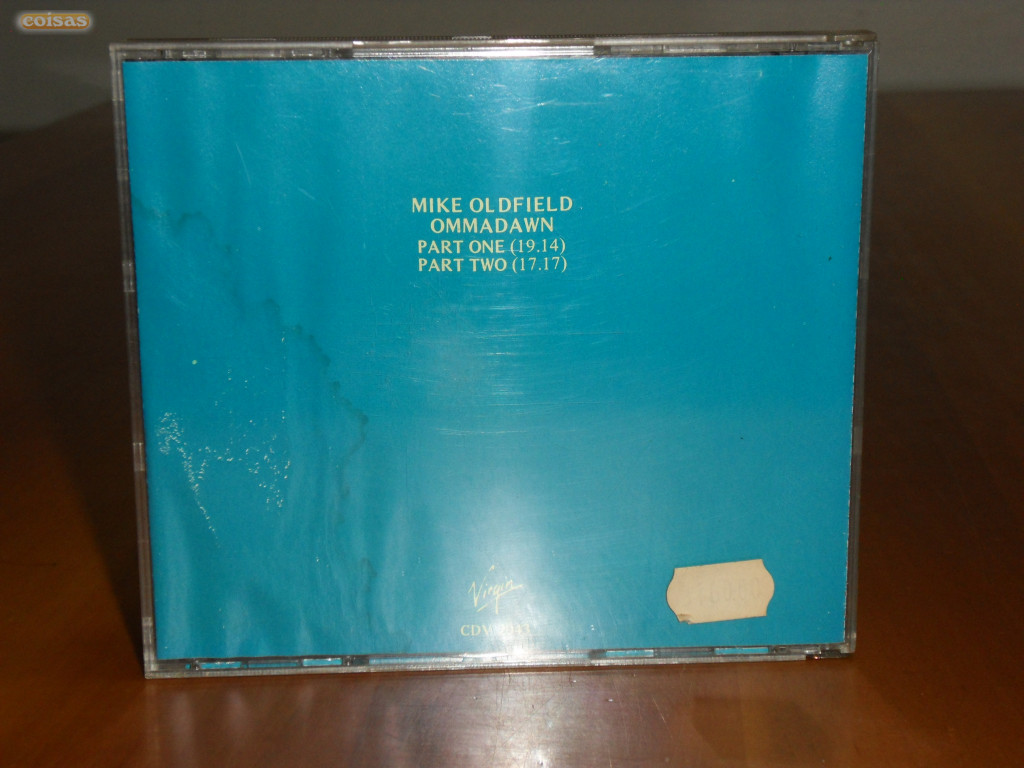 coisas
MIKE OLDFIELD
OMMADAWN
PART ONE (19.14)
PART TWO (17.17)
Virgin